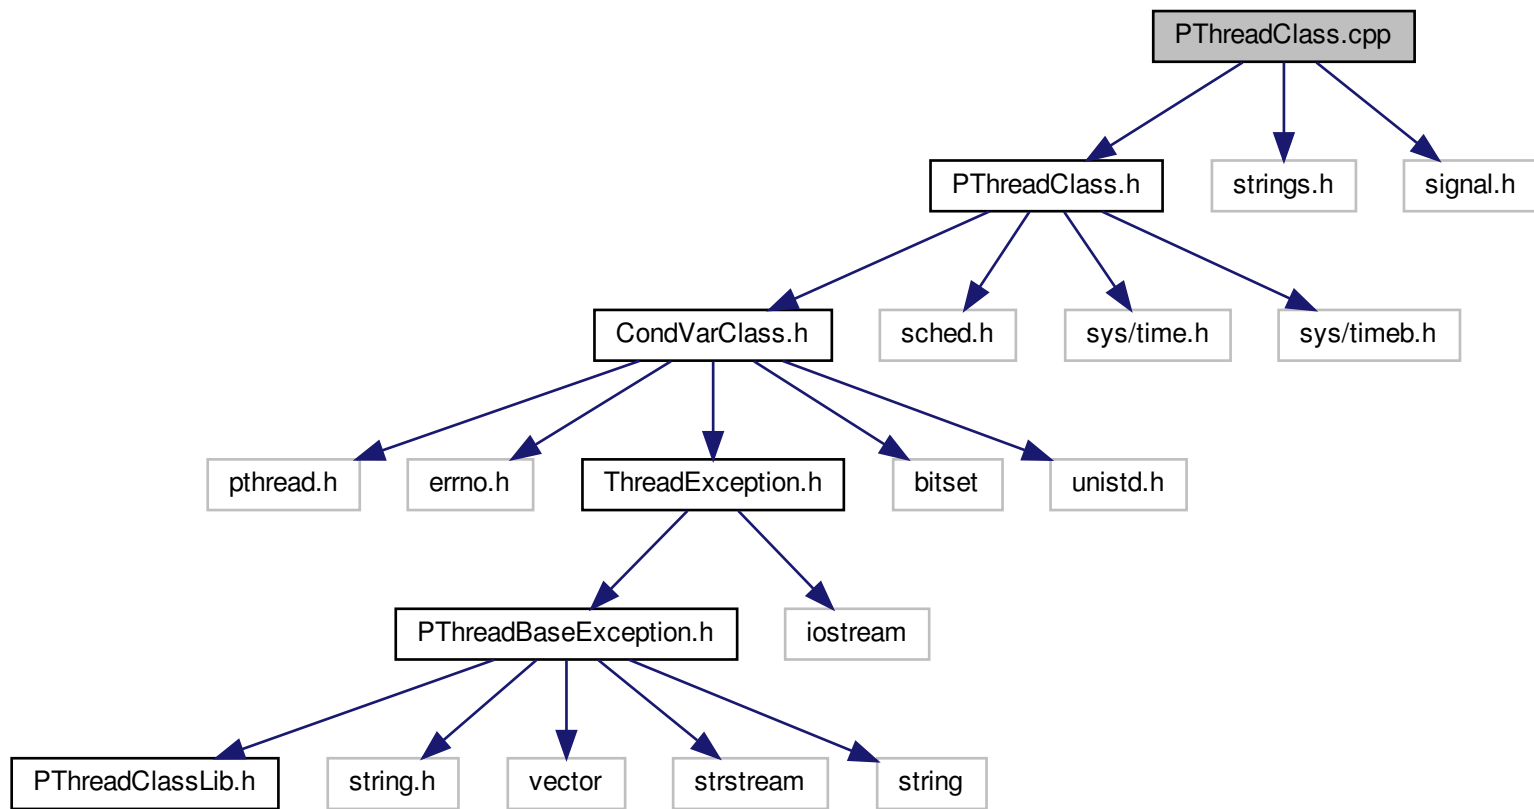 PThreadClass.cpp
PThreadClass.h
strings.h
signal.h
CondVarClass.h
sched.h
sys/time.h
sys/timeb.h
pthread.h
errno.h
ThreadException.h
bitset
unistd.h
PThreadBaseException.h
iostream
PThreadClassLib.h
string.h
vector
strstream
string